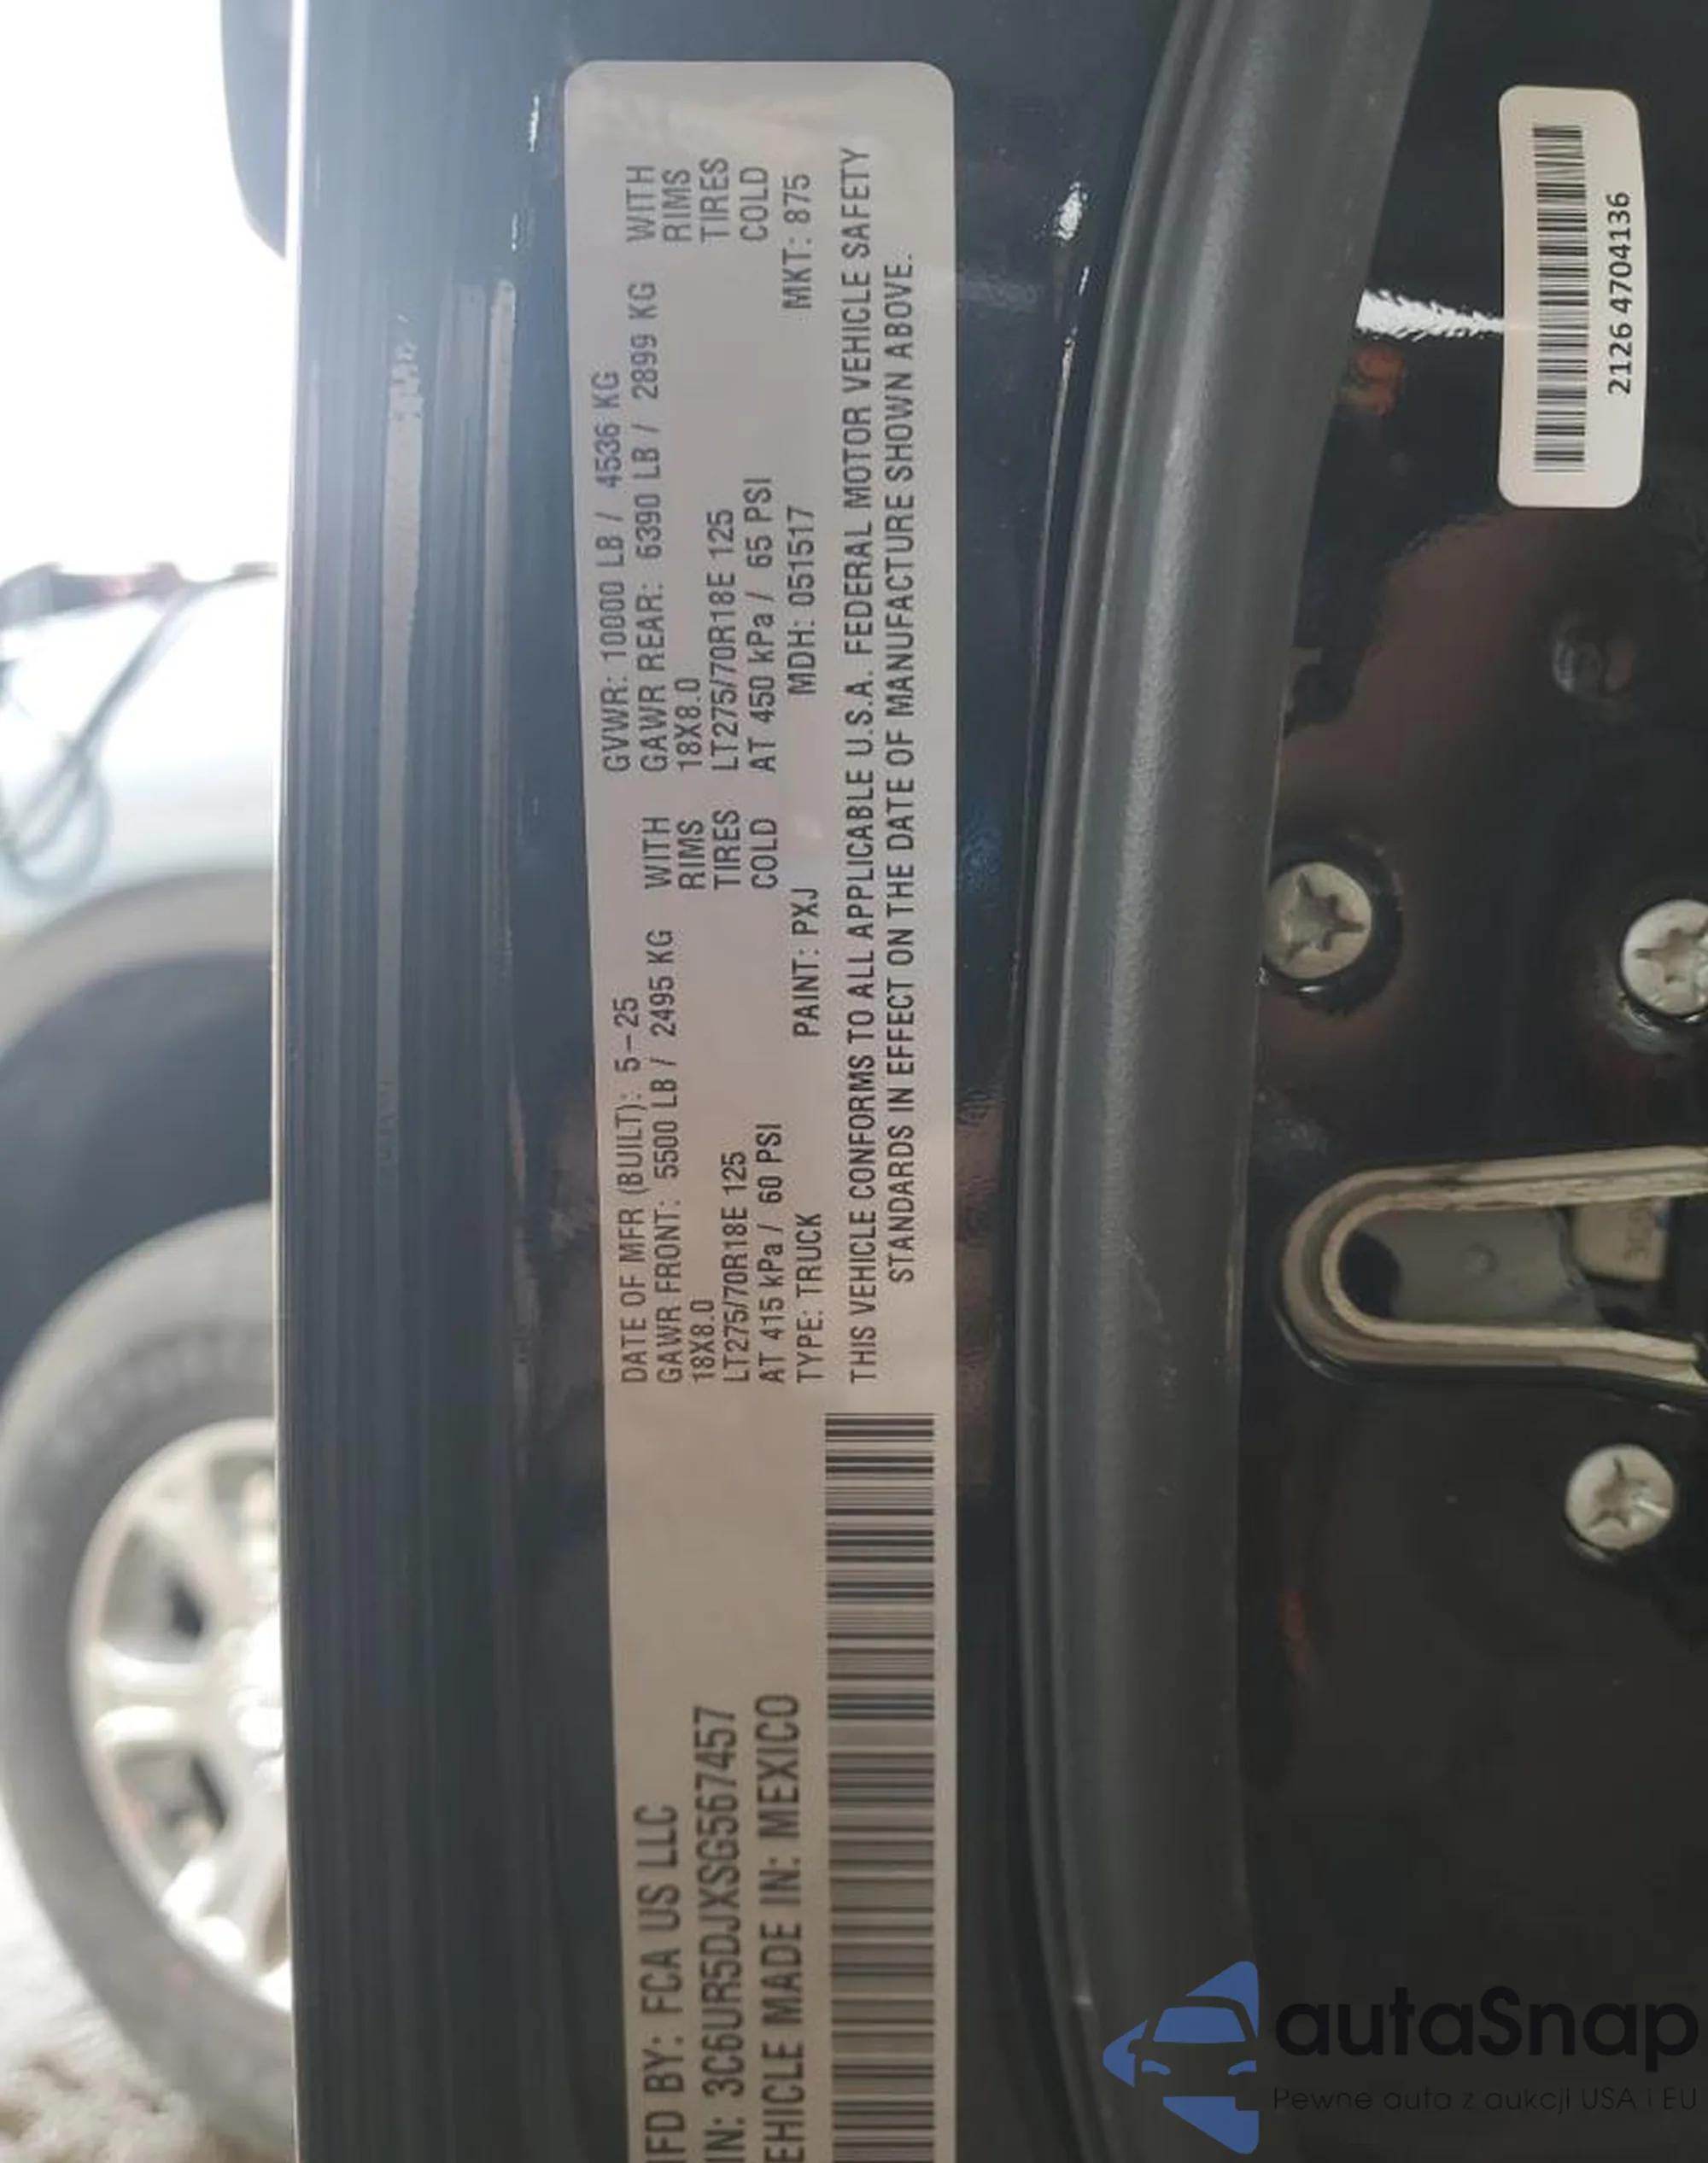 MFD BY: FCA US LLC
VIN: 3C6UR5DJXSG567457
VEHICLE MADE IN: MEXICO
DATE OF MFR (BUILT): 5-25
GVWR: 10000 LB / 4536 KG
GAWR FRONT: 5500 LB / 2495 KG WITH
GAWR REAR: 6390 LB / 2899 KG WITH
18X8.0 RIMS
18X8.0 RIMS
LT275/70R18E 125 TIRES
LT275/70R18E 125 TIRES
AT 415 kPa / 60 PSI COLD
AT 450 kPa / 65 PSI COLD
TYPE: TRUCK PAINT: PXJ MDH: 051517 MKT: 875
THIS VEHICLE CONFORMS TO ALL APPLICABLE U.S.A. FEDERAL MOTOR VEHICLE SAFETY
STANDARDS IN EFFECT ON THE DATE OF MANUFACTURE SHOWN ABOVE.
2126 4704136
autaSnap
Pewne auta z aukcji USA i EU